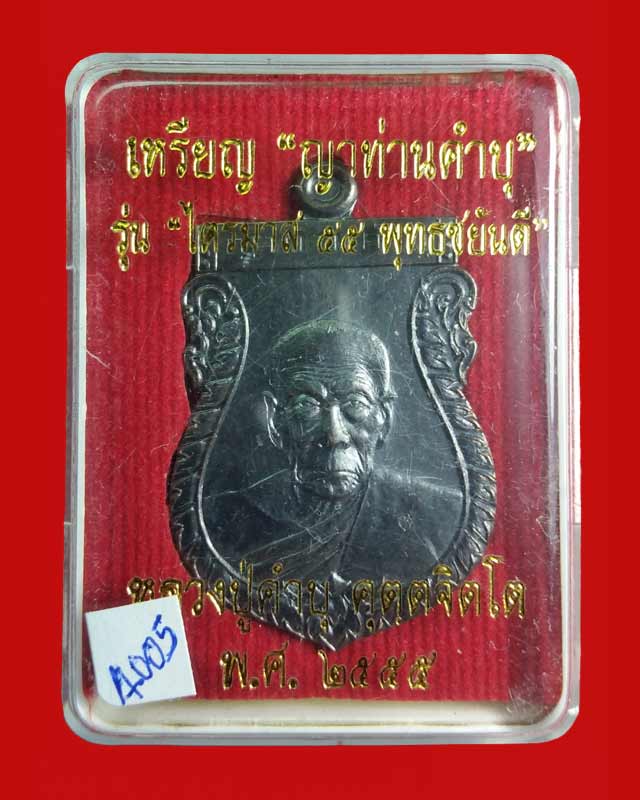 เหรียญ "ญาท่านคำบุ"
รุ่น "ไตรมาส ๕๕ พุทธชยันตี"
หลวงปู่คำบุ คุตฺตจิตฺโต
พ.ศ. ๒๕๕๕
A005